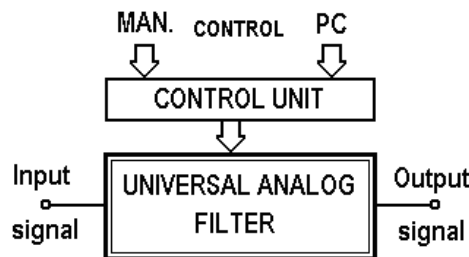 MAN. CONTROL PC
CONTROL UNIT
Input
signal
UNIVERSAL ANALOG
FILTER
Output
signal